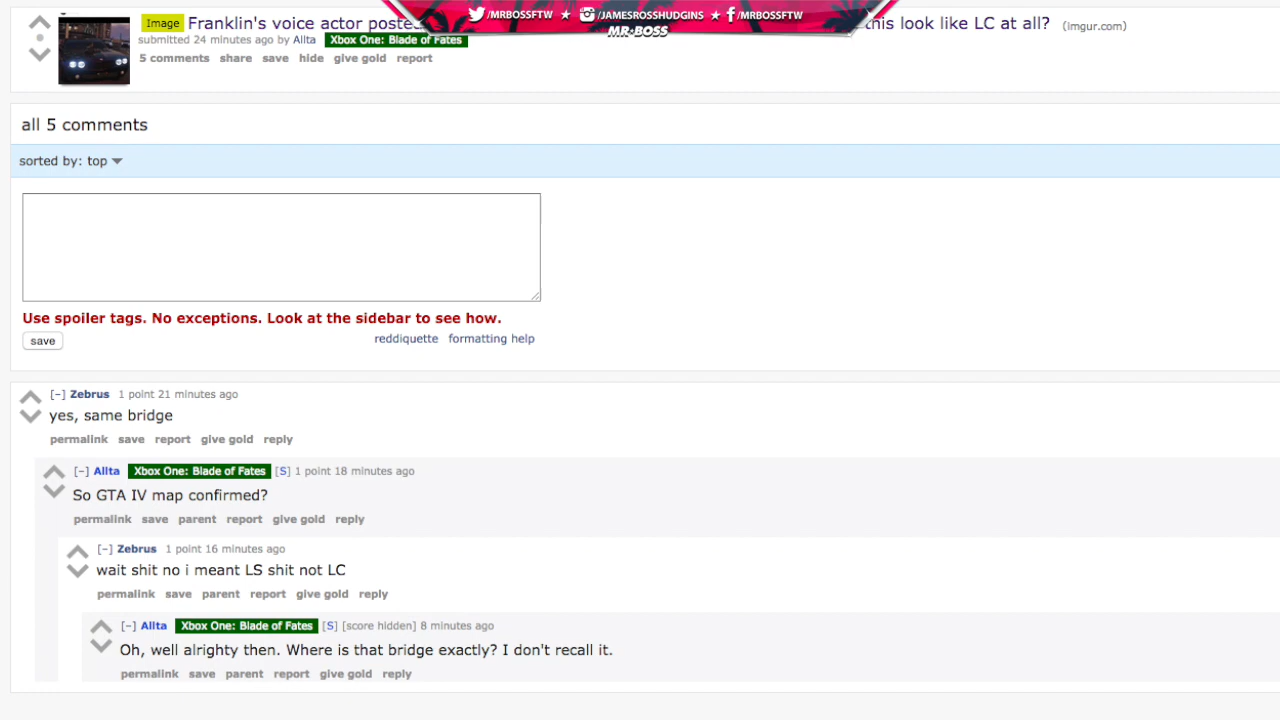 /MRBOSSFTW ★ /JAMESROSSHUDGINS ★ /MRBOSSFTW
MR·BOSS
Image Franklin's voice actor poste this look like LC at all? (imgur.com)
submitted 24 minutes ago by Allta Xbox One: Blade of Fates
5 comments share save hide give gold report
all 5 comments
sorted by: top
Use spoiler tags. No exceptions. Look at the sidebar to see how.
save reddiquette formatting help
[–] Zebrus 1 point 21 minutes ago
yes, same bridge
permalink save report give gold reply
[–] Allta Xbox One: Blade of Fates [S] 1 point 18 minutes ago
So GTA IV map confirmed?
permalink save parent report give gold reply
[–] Zebrus 1 point 16 minutes ago
wait shit no i meant LS shit not LC
permalink save parent report give gold reply
[–] Allta Xbox One: Blade of Fates [S] [score hidden] 8 minutes ago
Oh, well alrighty then. Where is that bridge exactly? I don't recall it.
permalink save parent report give gold reply